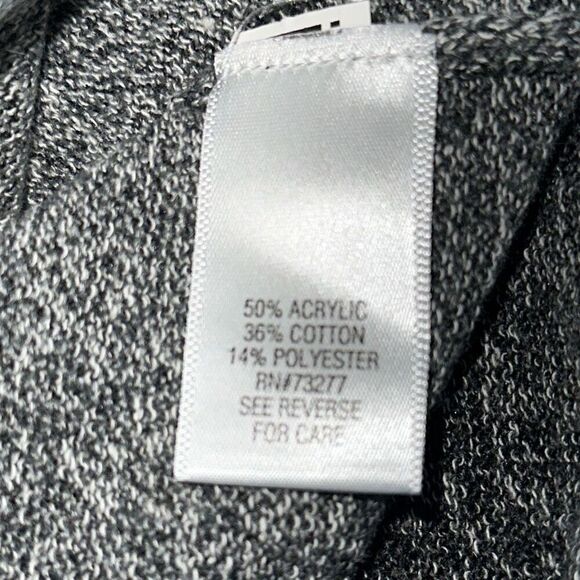 50% ACRYLIC
36% COTTON
14% POLYESTER
RN#73277
SEE REVERSE
FOR CARE